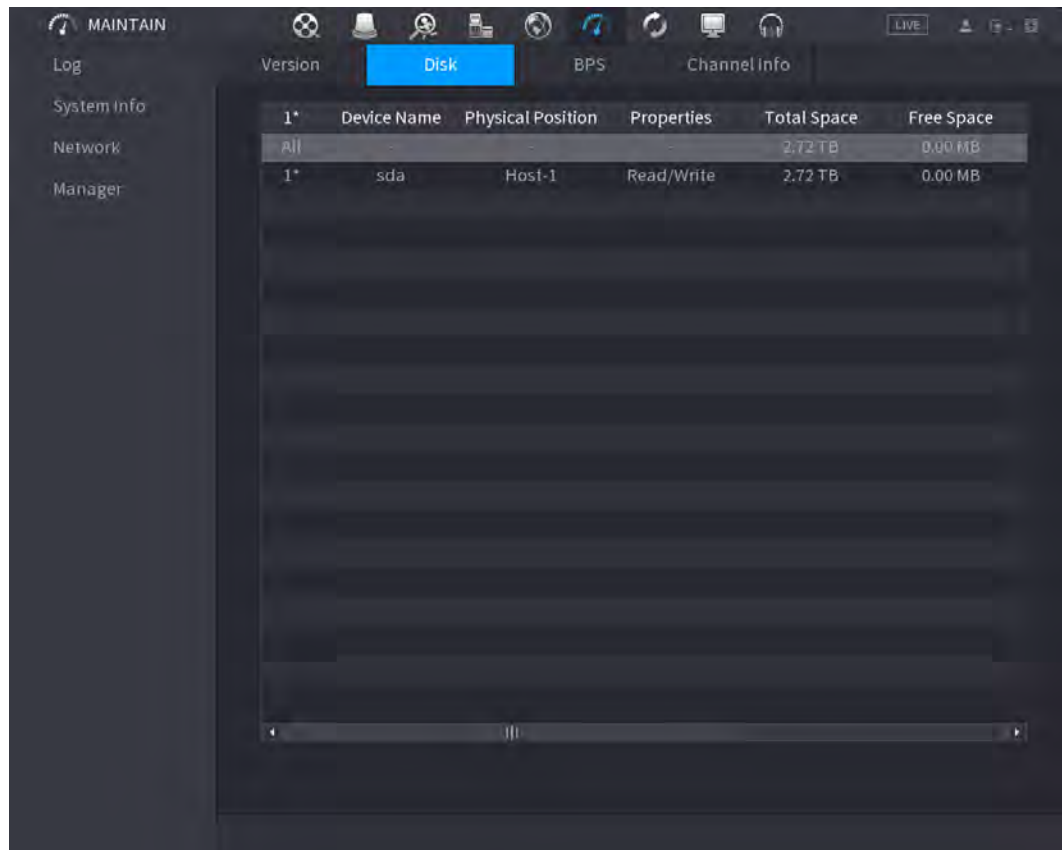 MAINTAIN LIVE
Log Version Disk BPS Channel Info
System Info
Network
Manager
1* Device Name Physical Position Properties Total Space Free Space
All - - - 2.72 TB 0.00 MB
1* sda Host-1 Read/Write 2.72 TB 0.00 MB